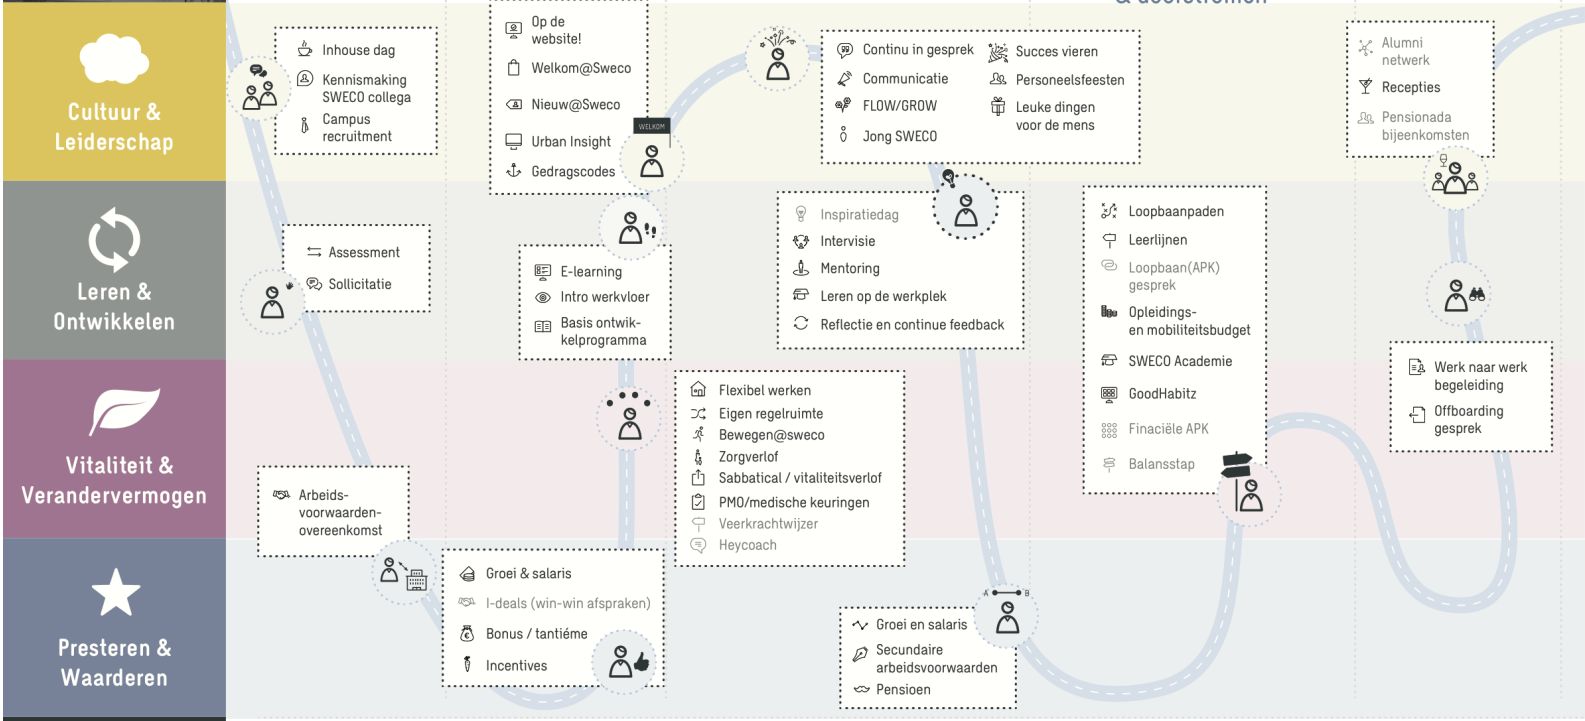 & doorstromen
Cultuur &
Leiderschap
Inhouse dag
Kennismaking
SWECO collega
Campus
recruitment
Op de
website!
Welkom@Sweco
Nieuw@Sweco
Urban Insight
Gedragscodes
WELKOM
Continu in gesprek
Communicatie
FLOW/GROW
Jong SWECO
Succes vieren
Personeelsfeesten
Leuke dingen
voor de mens
Alumni
netwerk
Recepties
Pensionada
bijeenkomsten
Leren &
Ontwikkelen
Assessment
Sollicitatie
E-learning
Intro werkvloer
Basis ontwik-
kelprogramma
Inspiratiedag
Intervisie
Mentoring
Leren op de werkplek
Reflectie en continue feedback
Loopbaanpaden
Leerlijnen
Loopbaan(APK)
gesprek
Opleidings-
en mobiliteitsbudget
SWECO Academie
GoodHabitz
Finaciële APK
Balansstap
Werk naar werk
begeleiding
Offboarding
gesprek
Vitaliteit &
Verandervermogen
Arbeids-
voorwaarden-
overeenkomst
Flexibel werken
Eigen regelruimte
Bewegen@sweco
Zorgverlof
Sabbatical / vitaliteitsverlof
PMO/medische keuringen
Veerkrachtwijzer
Heycoach
Presteren &
Waarderen
Groei & salaris
I-deals (win-win afspraken)
Bonus / tantiéme
Incentives
A B
Groei en salaris
Secundaire
arbeidsvoorwaarden
Pensioen